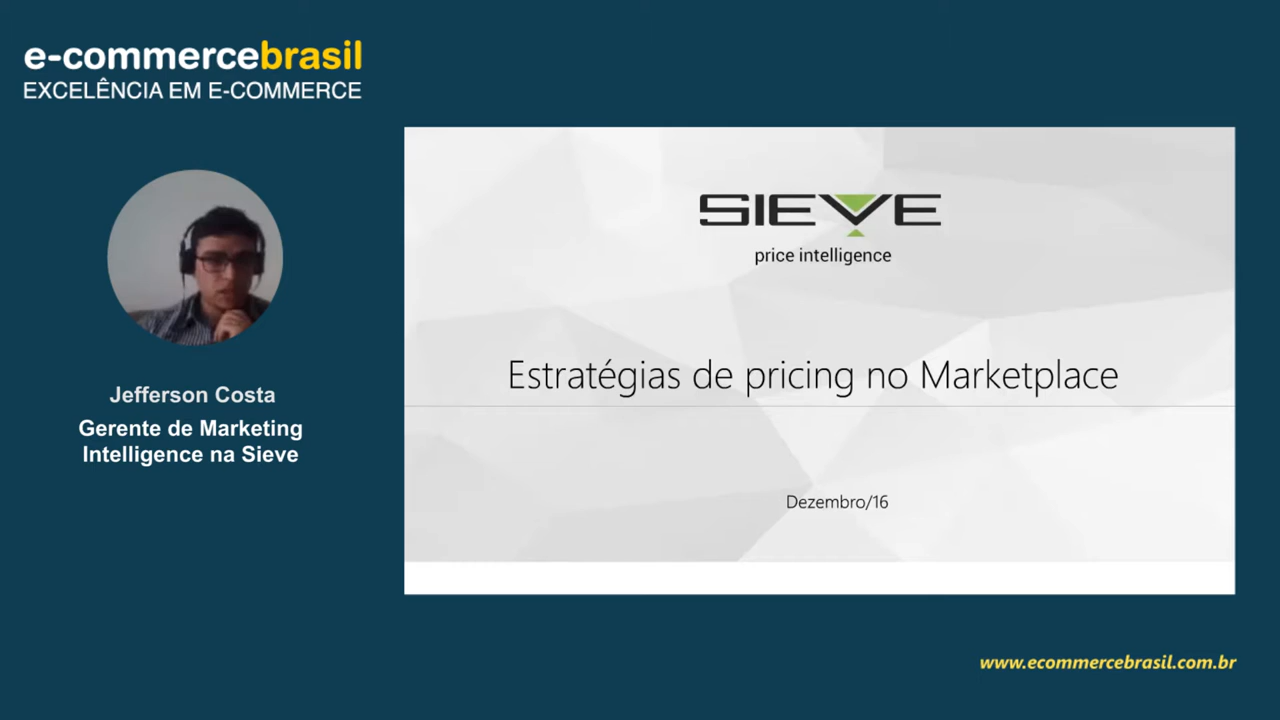 e-commercebrasil
EXCELÊNCIA EM E-COMMERCE
SIEVE
price intelligence
Estratégias de pricing no Marketplace
Dezembro/16
Jefferson Costa
Gerente de Marketing
Intelligence na Sieve
www.ecommercebrasil.com.br